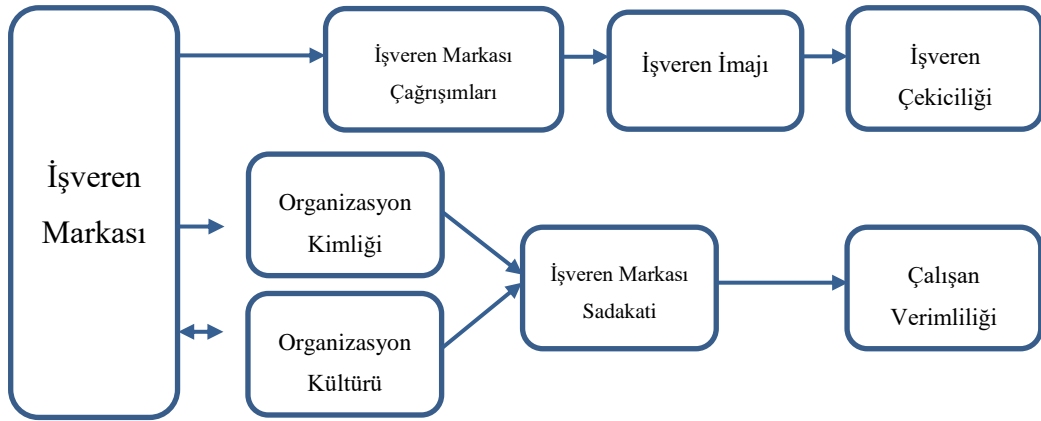 İşveren
Markası
İşveren Markası
Çağrışımları
İşveren İmajı
İşveren
Çekiciliği
Organizasyon
Kimliği
Organizasyon
Kültürü
İşveren Markası
Sadakati
Çalışan
Verimliliği